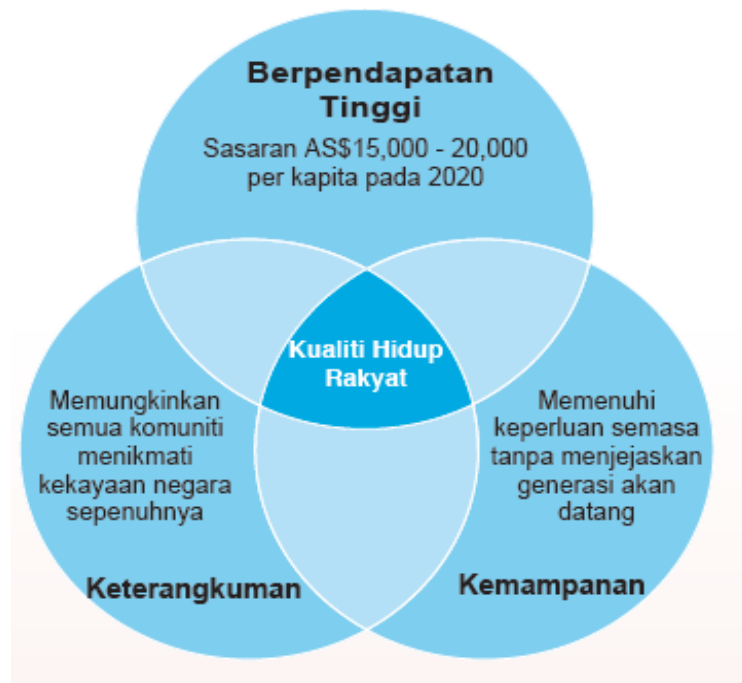 Berpendapatan
Tinggi
Sasaran AS$15,000 - 20,000
per kapita pada 2020
Kualiti Hidup
Rakyat
Memungkinkan
semua komuniti
menikmati
kekayaan negara
sepenuhnya
Keterangkuman
Memenuhi
keperluan semasa
tanpa menjejaskan
generasi akan
datang
Kemampanan